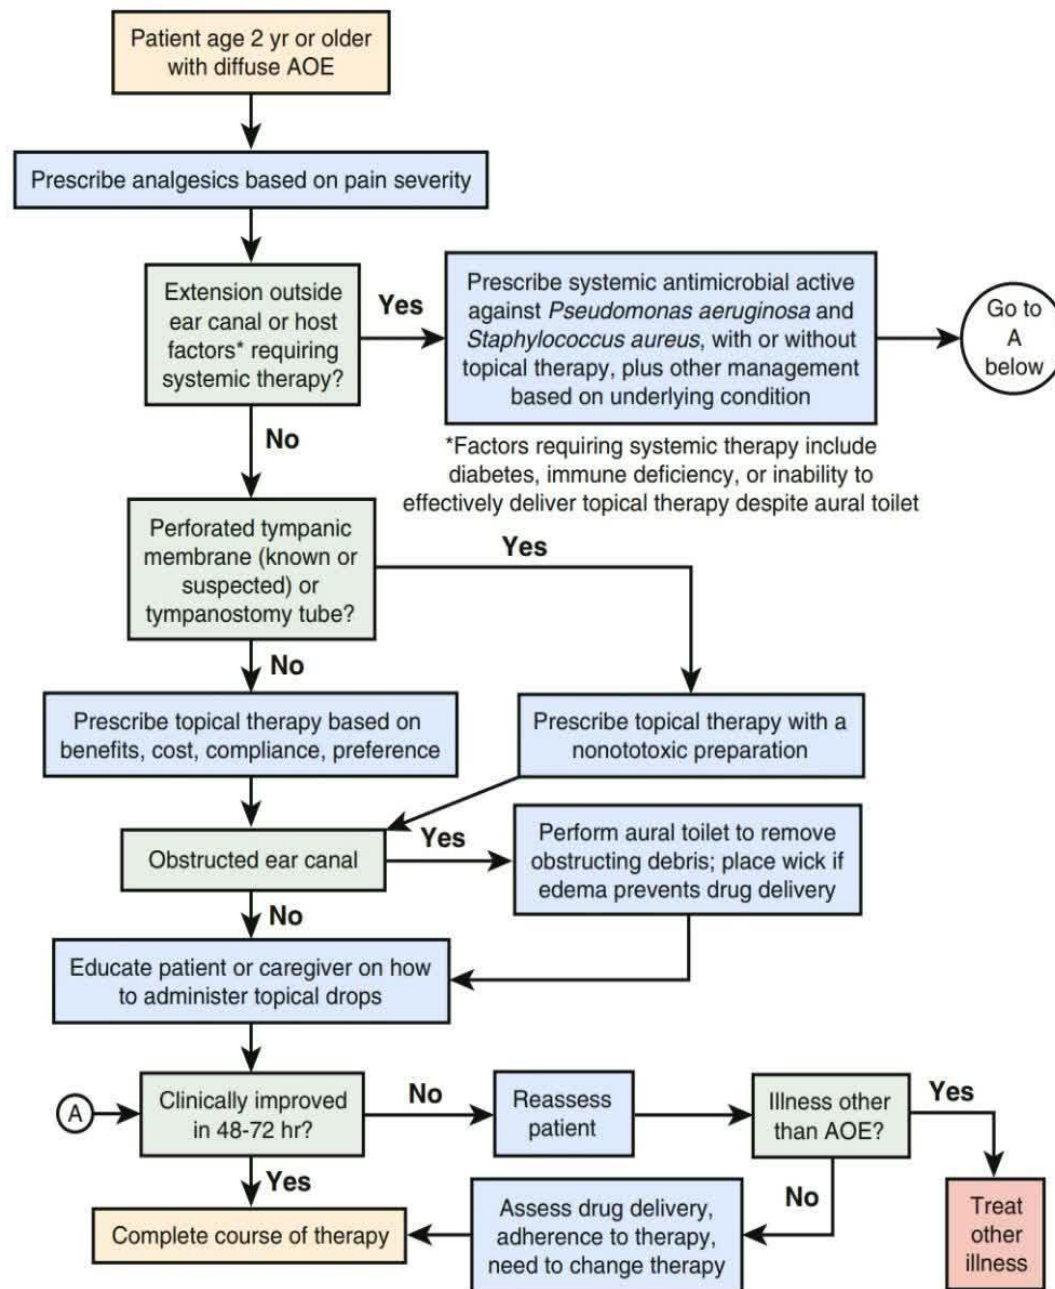 Patient age 2 yr or older
with diffuse AOE
Prescribe analgesics based on pain severity
Extension outside
ear canal or host
factors* requiring
systemic therapy?
Yes
Prescribe systemic antimicrobial active
against Pseudomonas aeruginosa and
Staphylococcus aureus, with or without
topical therapy, plus other management
based on underlying condition
Go to
A
below
No
*Factors requiring systemic therapy include
diabetes, immune deficiency, or inability to
effectively deliver topical therapy despite aural toilet
Perforated tympanic
membrane (known or
suspected) or
tympanostomy tube?
Yes
No
Prescribe topical therapy based on
benefits, cost, compliance, preference
Prescribe topical therapy with a
nonototoxic preparation
Obstructed ear canal
Yes
Perform aural toilet to remove
obstructing debris; place wick if
edema prevents drug delivery
No
Educate patient or caregiver on how
to administer topical drops
A
Clinically improved
in 48-72 hr?
No
Reassess
patient
Illness other
than AOE?
Yes
Yes
No
Complete course of therapy
Assess drug delivery,
adherence to therapy,
need to change therapy
Treat
other
illness